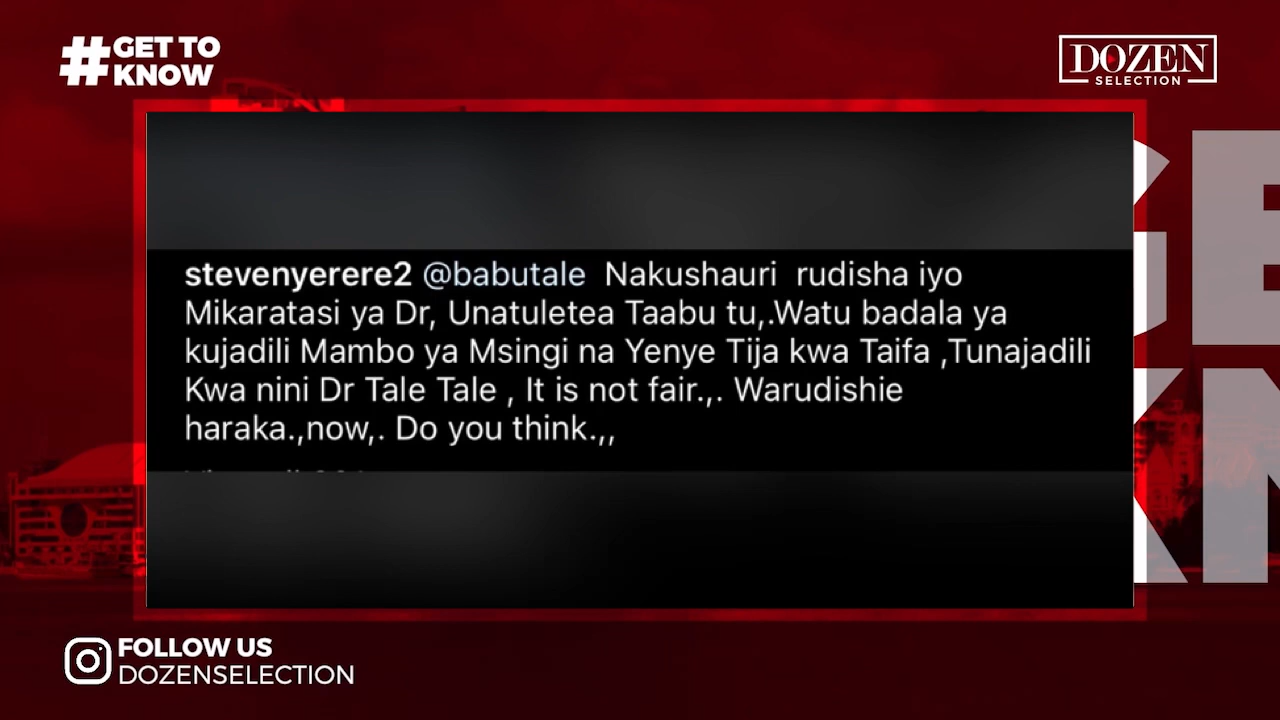 #GET TO
KNOW
DOZEN
SELECTION
stevenyerere2 @babutale Nakushauri rudisha iyo
Mikaratasi ya Dr, Unatuletea Taabu tu,.Watu badala ya
kujadili Mambo ya Msingi na Yenye Tija kwa Taifa ,Tunajadili
Kwa nini Dr Tale Tale , It is not fair.,. Warudishie
haraka.,now,. Do you think.,,
FOLLOW US
DOZENSELECTION